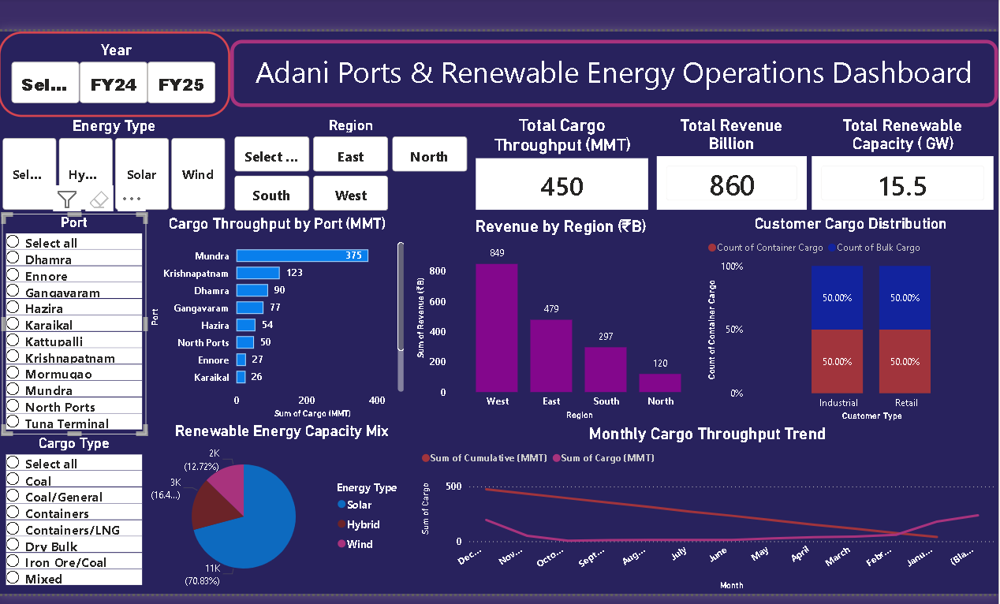 Year
Sel... FY24 FY25
Adani Ports & Renewable Energy Operations Dashboard
Energy Type
Sel... Hy... Solar Wind
Region
Select ... East North
South West
Total Cargo
Throughput (MMT)
450
Total Revenue
Billion
860
Total Renewable
Capacity ( GW)
15.5
Port
Select all
Dhamra
Ennore
Gangavaram
Hazira
Karaikal
Kattupalli
Krishnapatnam
Mormugao
Mundra
North Ports
Tuna Terminal
Cargo Throughput by Port (MMT)
Port
Mundra 375
Krishnapatnam 123
Dhamra 90
Gangavaram 77
Hazira 54
North Ports 50
Ennore 27
Karaikal 26
0 200 400
Sum of Cargo (MMT)
Revenue by Region (₹B)
Sum of Revenue (₹B)
800
600
400
200
0
849
479
297
120
West East South North
Region
Customer Cargo Distribution
Count of Container Cargo Count of Bulk Cargo
Count of Container Cargo
100%
50%
0%
50.00% 50.00%
50.00% 50.00%
Industrial Retail
Customer Type
Cargo Type
Select all
Coal
Coal/General
Containers
Containers/LNG
Dry Bulk
Iron Ore/Coal
Mixed
Renewable Energy Capacity Mix
2K
(12.72%)
3K
(16.4...)
11K
(70.83%)
Energy Type
Solar
Hybrid
Wind
Monthly Cargo Throughput Trend
Sum of Cumulative (MMT) Sum of Cargo (MMT)
Sum of Cargo
500
0
Dec... Nov... Octo... Sept... Aug... July June May April March Febr... Janu... (Bla...
Month